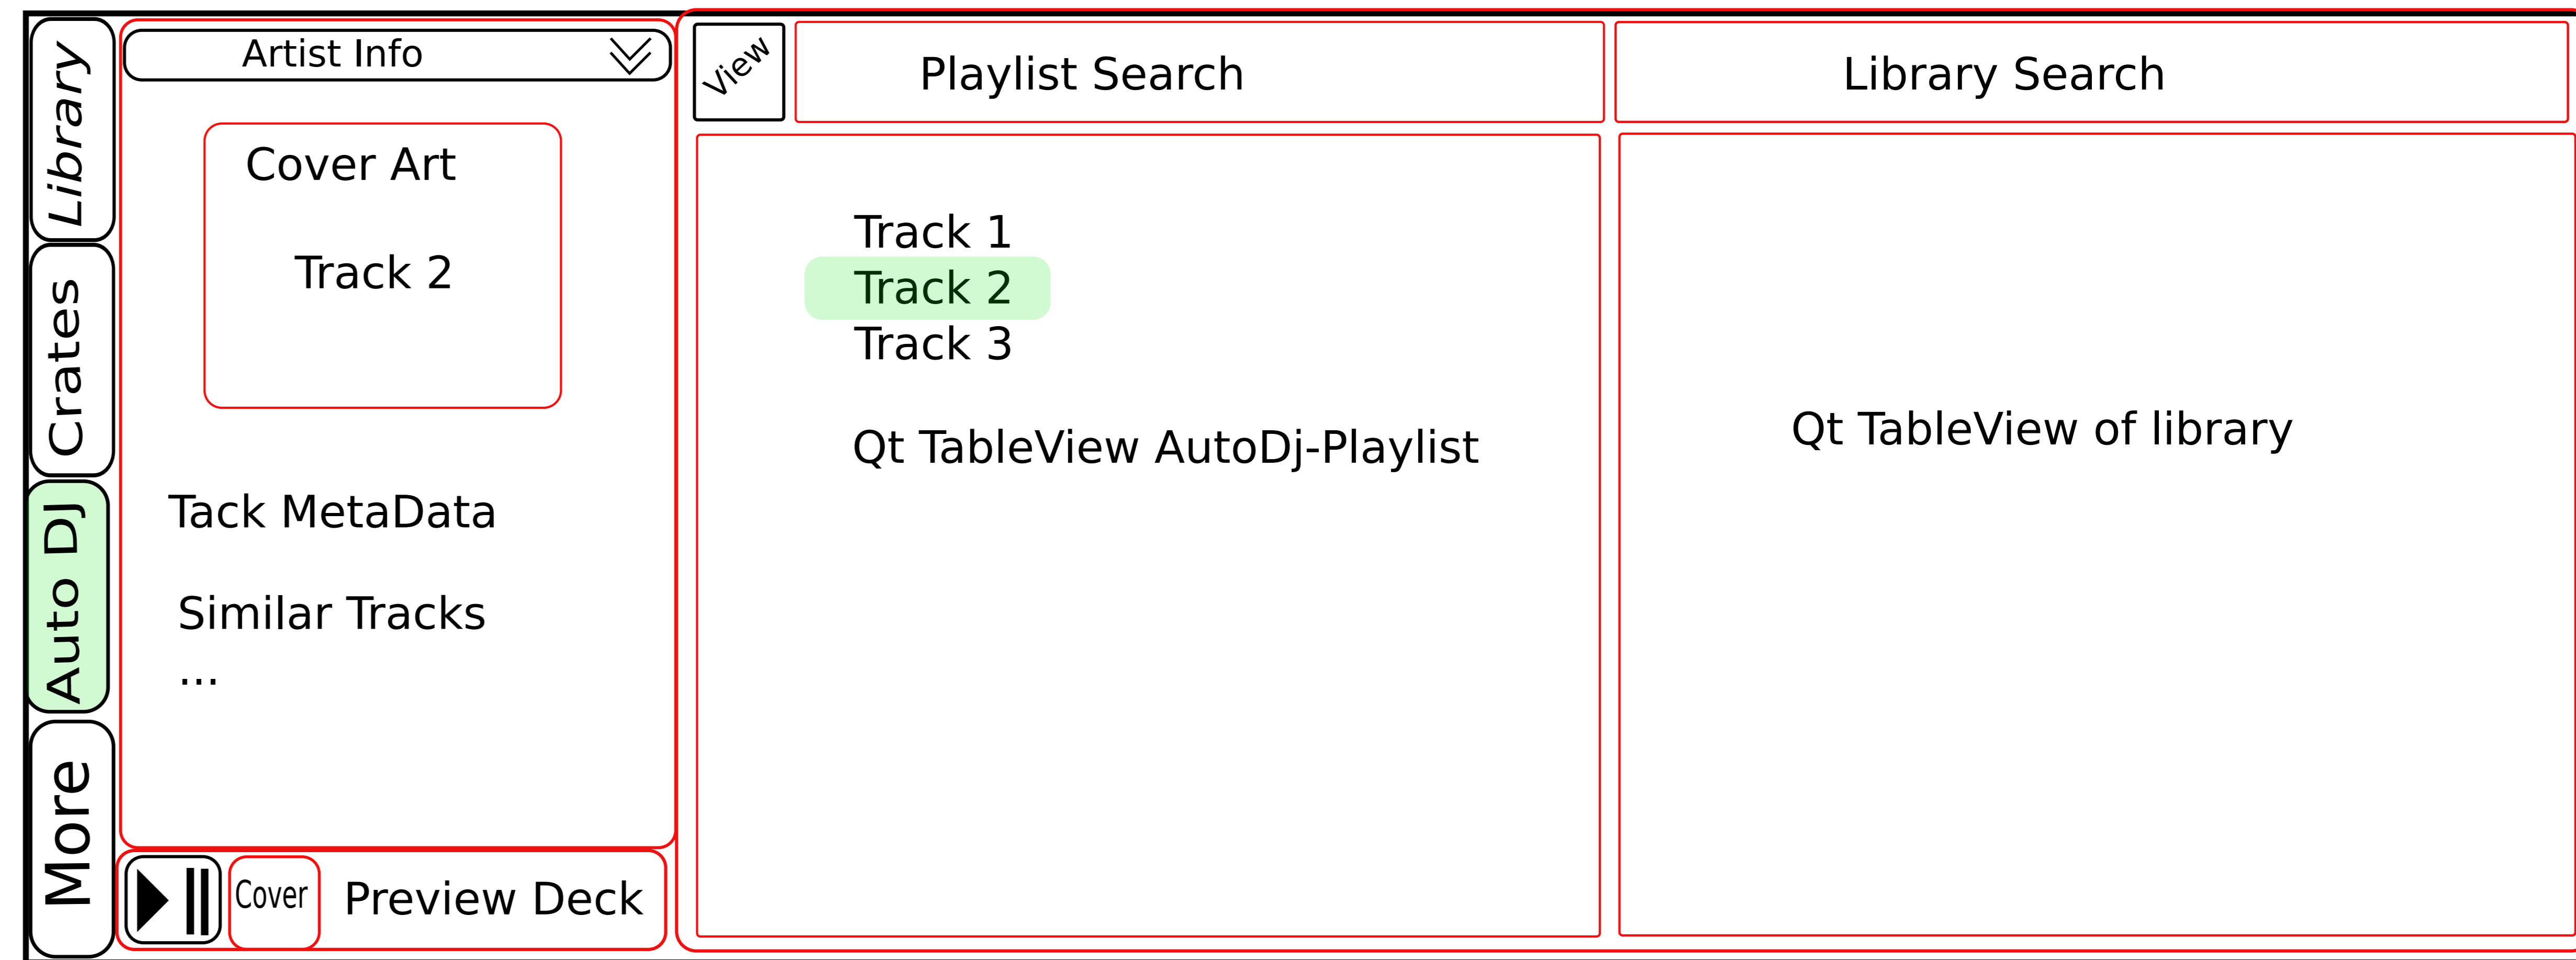 Library
Crates
Auto DJ
More
Artist Info
Cover Art
Track 2
Tack MetaData
Similar Tracks
...
Cover
Preview Deck
View
Playlist Search
Library Search
Track 1
Track 2
Track 3
Qt TableView AutoDj-Playlist
Qt TableView of library